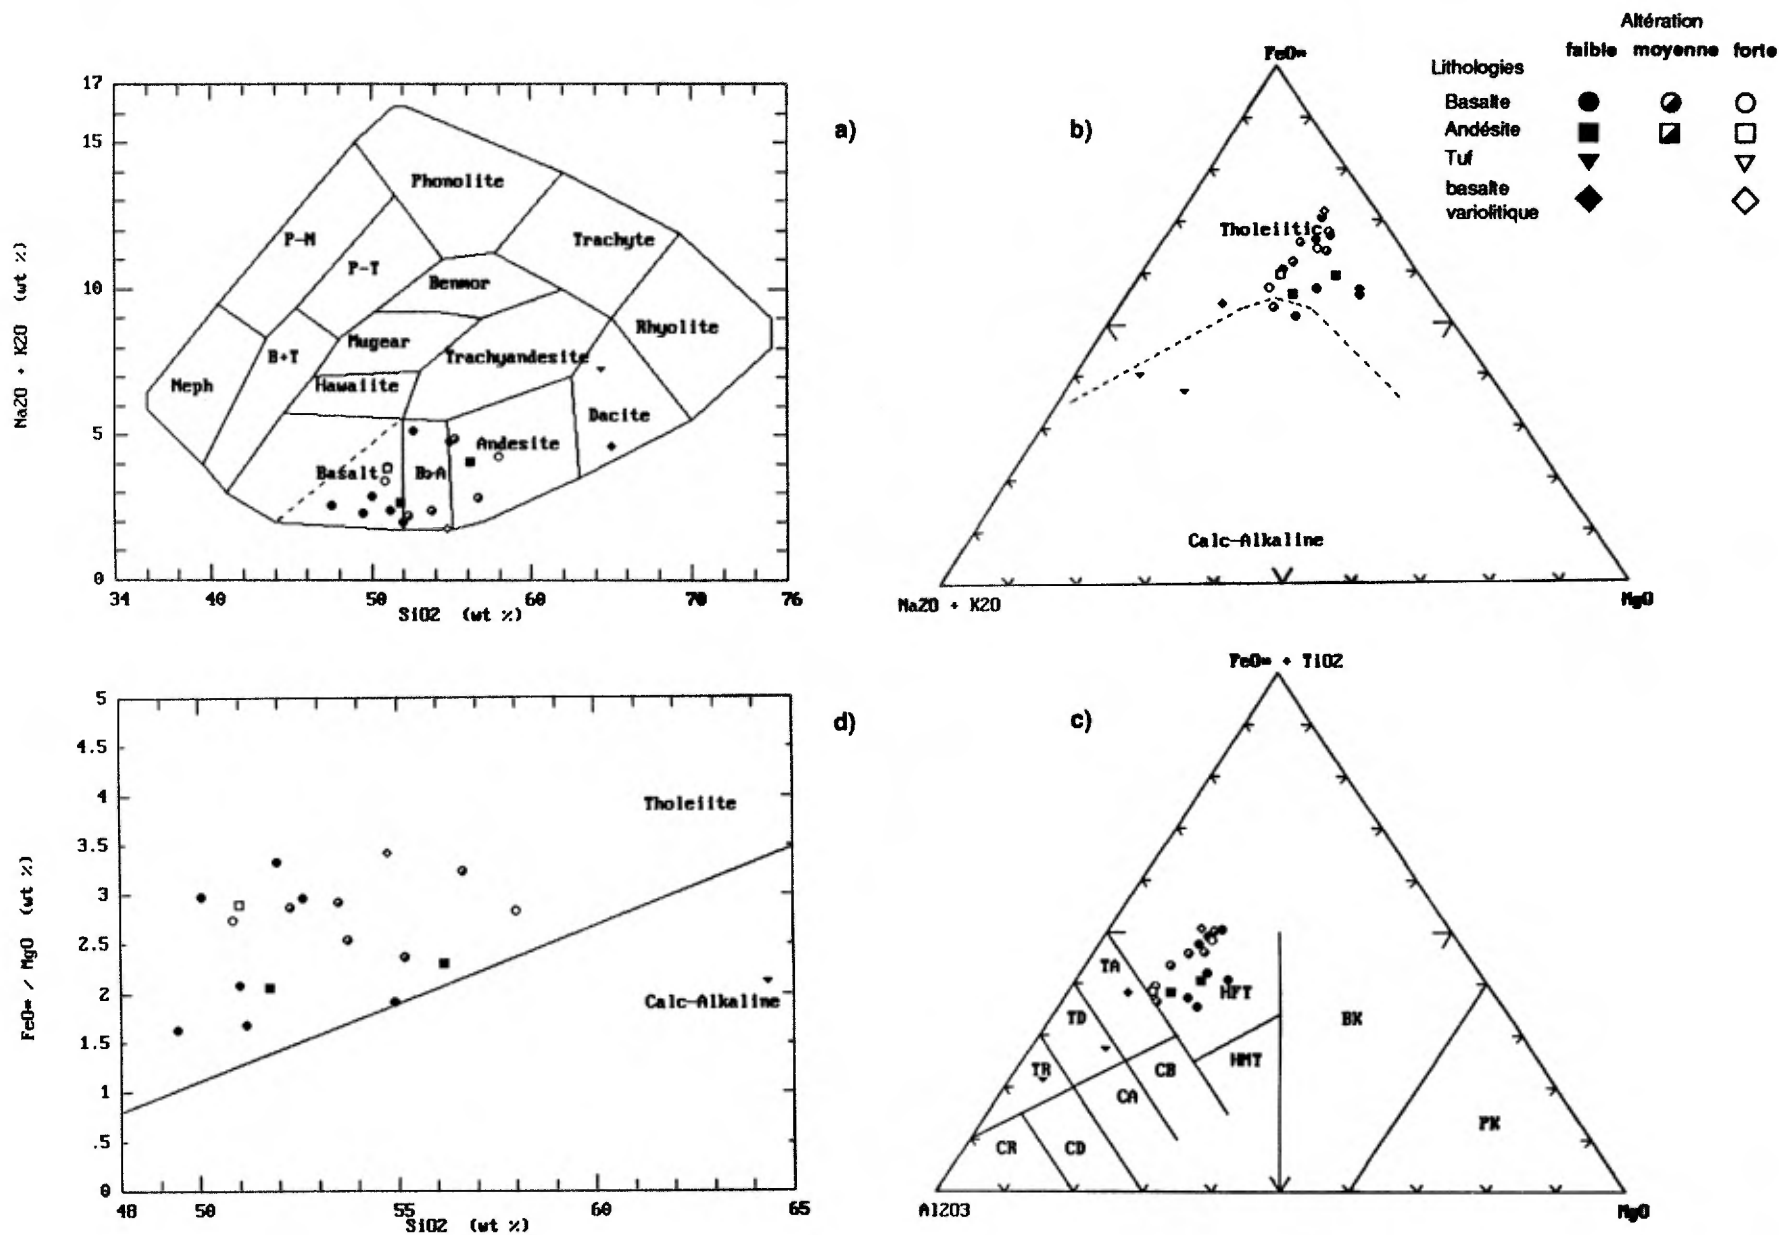 Altération
faible moyenne forte
Lithologies
Basalte
Andésite
Tuf
basalte
variolitique
a)
17
15
10
5
0
34 40 50 60 70 76
Na2O + K2O (wt %)
SiO2 (wt %)
Phonolite
P-N
P-T
Trachyte
Benmor
Rhyolite
Mugear
B+T
Trachyandesite
Neph
Hawaiite
Dacite
Andesite
Basalt
B>A
b)
FeO*
Tholeiitic
Calc-Alkaline
Na2O + K2O
MgO
d)
5
4.5
4
3.5
3
2.5
2
1.5
1
.5
0
48 50 55 60 65
FeO* / MgO (wt %)
SiO2 (wt %)
Tholeiite
Calc-Alkaline
c)
FeO* + TiO2
TA
HFT
TD
BK
TR
CB
HMT
CA
PK
CR
CD
Al2O3
MgO